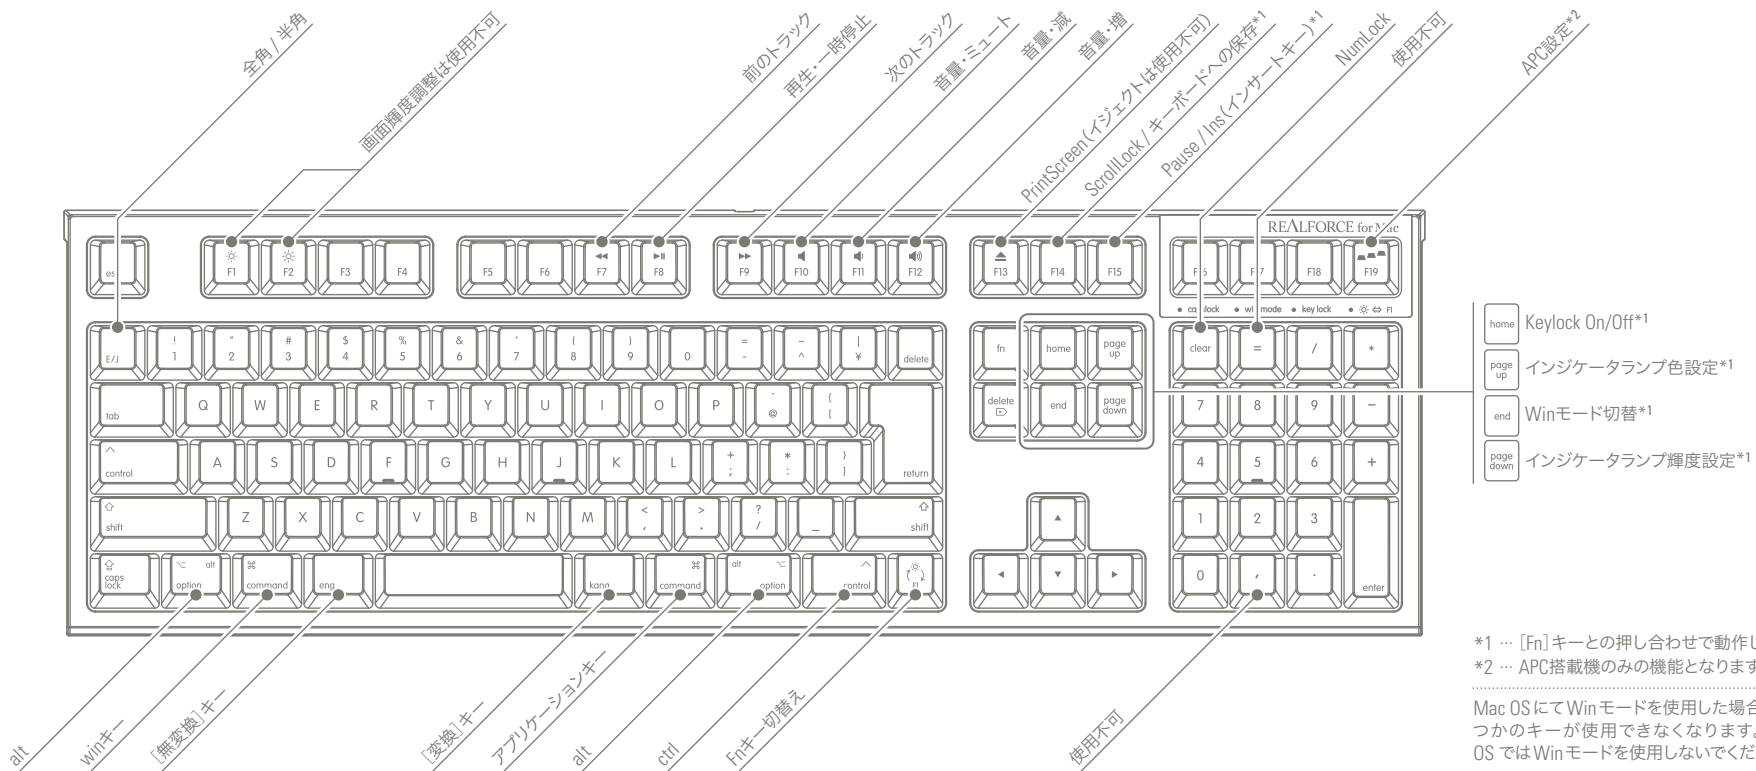 全角 / 半角
画面輝度調整は使用不可
前のトラック
再生・一時停止
次のトラック
音量・ミュート
音量・減
音量・増
PrintScreen(イジェクトは使用不可)
ScrollLock / キーボードへの保存*1
Pause / Ins(インサートキー)*1
NumLock
使用不可
APC設定*2
REALFORCE for Mac
F1 F2 F3 F4 F5 F6 F7 F8 F9 F10 F11 F12 F13 F14 F15 F18 F19
key lock F1
E/J ! 1 " 2 # 3 $ 4 % 5 & 6 ' 7 ( 8 ) 9 0 = - ~ ^ | ¥ delete fn home page up clear = / *
tab Q W E R T Y U I O P ` @ { [ delete end page down 7 8 9 -
control A S D F G H J K L + ; * : } ] return 4 5 6 +
shift Z X C V B N M < , > . ? / _ shift 1 2 3
caps lock ⌥ alt option ⌘ command eng kana ⌘ command alt ⌥ option control F1 0 , . enter
home Keylock On/Off*1
page up インジケータランプ色設定*1
end Winモード切替*1
page down インジケータランプ輝度設定*1
*1 … [Fn]キーとの押し合わせで動作し
*2 … APC搭載機のみの機能となります
Mac OSにてWinモードを使用した場合
つかのキーが使用できなくなります。
OS ではWinモードを使用しないでくだ
alt
winキー
[無変換]キー
[変換]キー
アプリケーションキー
alt
ctrl
Fnキー切替え
使用不可